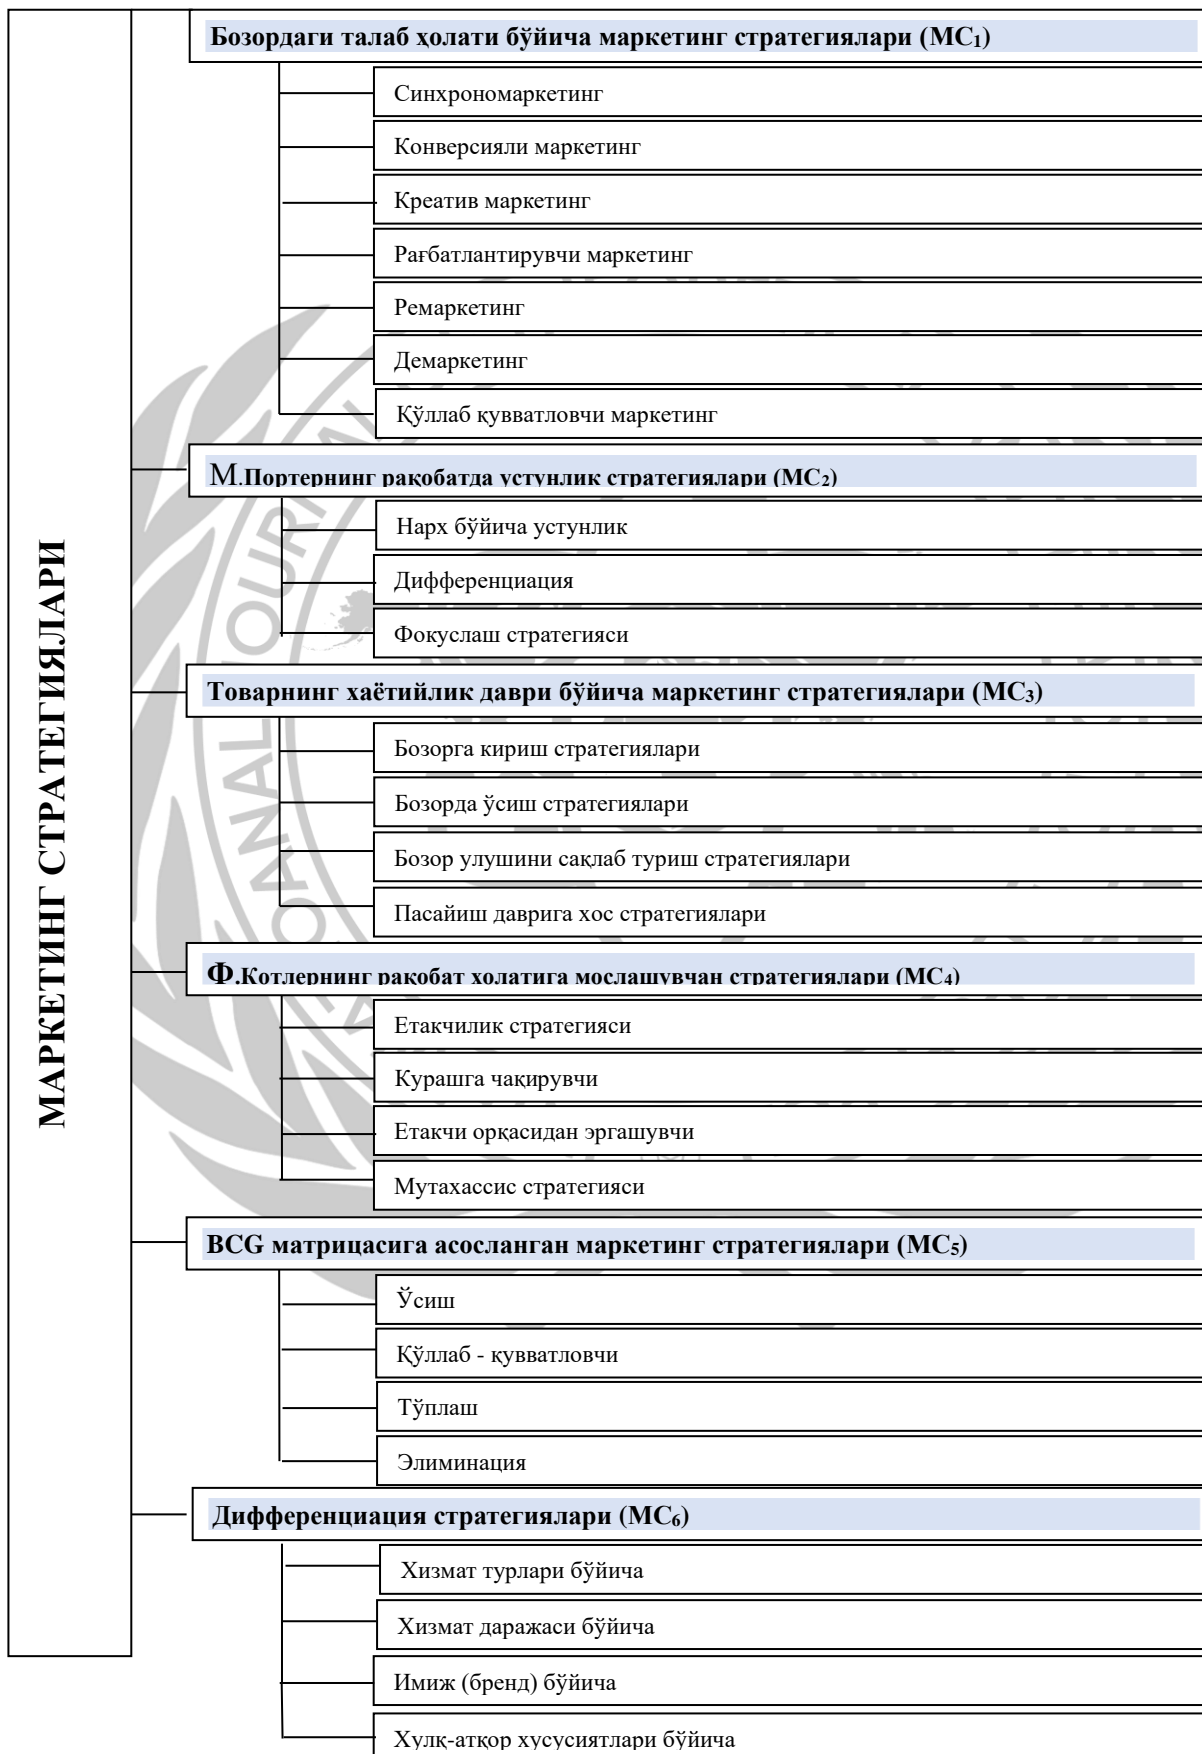 МАРКЕТИНГ СТРАТЕГИЯЛАРИ
Бозордаги талаб ҳолати бўйича маркетинг стратегиялари (МС₁)
Синхрономаркетинг
Конверсияли маркетинг
Креатив маркетинг
Рағбатлантирувчи маркетинг
Ремаркетинг
Демаркетинг
Қўллаб қувватловчи маркетинг
М.Портернинг рақобатда устунлик стратегиялари (МС₂)
Нарх бўйича устунлик
Дифференциация
Фокуслаш стратегияси
Товарнинг хаётийлик даври бўйича маркетинг стратегиялари (МС₃)
Бозорга кириш стратегиялари
Бозорда ўсиш стратегиялари
Бозор улушини сақлаб туриш стратегиялари
Пасайиш даврига хос стратегиялари
Ф.Котлернинг рақобат холатига мослашувчан стратегиялари (МС₄)
Етакчилик стратегияси
Курашга чақирувчи
Етакчи орқасидан эргашувчи
Мутахассис стратегияси
BCG матрицасига асосланган маркетинг стратегиялари (МС₅)
Ўсиш
Қўллаб - қувватловчи
Тўплаш
Элиминация
Дифференциация стратегиялари (МС₆)
Хизмат турлари бўйича
Хизмат даражаси бўйича
Имиж (бренд) бўйича
Хулқ-атқор хусусиятлари бўйича